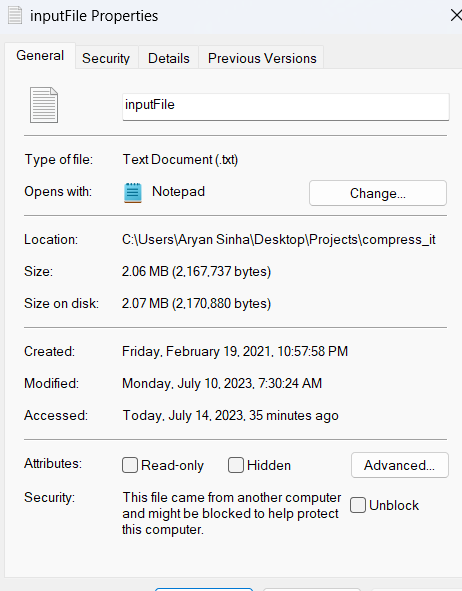 inputFile Properties
General Security Details Previous Versions
inputFile
Type of file: Text Document (.txt)
Opens with: Notepad Change...
Location: C:\Users\Aryan Sinha\Desktop\Projects\compress_it
Size: 2.06 MB (2,167,737 bytes)
Size on disk: 2.07 MB (2,170,880 bytes)
Created: Friday, February 19, 2021, 10:57:58 PM
Modified: Monday, July 10, 2023, 7:30:24 AM
Accessed: Today, July 14, 2023, 35 minutes ago
Attributes: Read-only Hidden Advanced...
Security: This file came from another computer
and might be blocked to help protect Unblock
this computer.